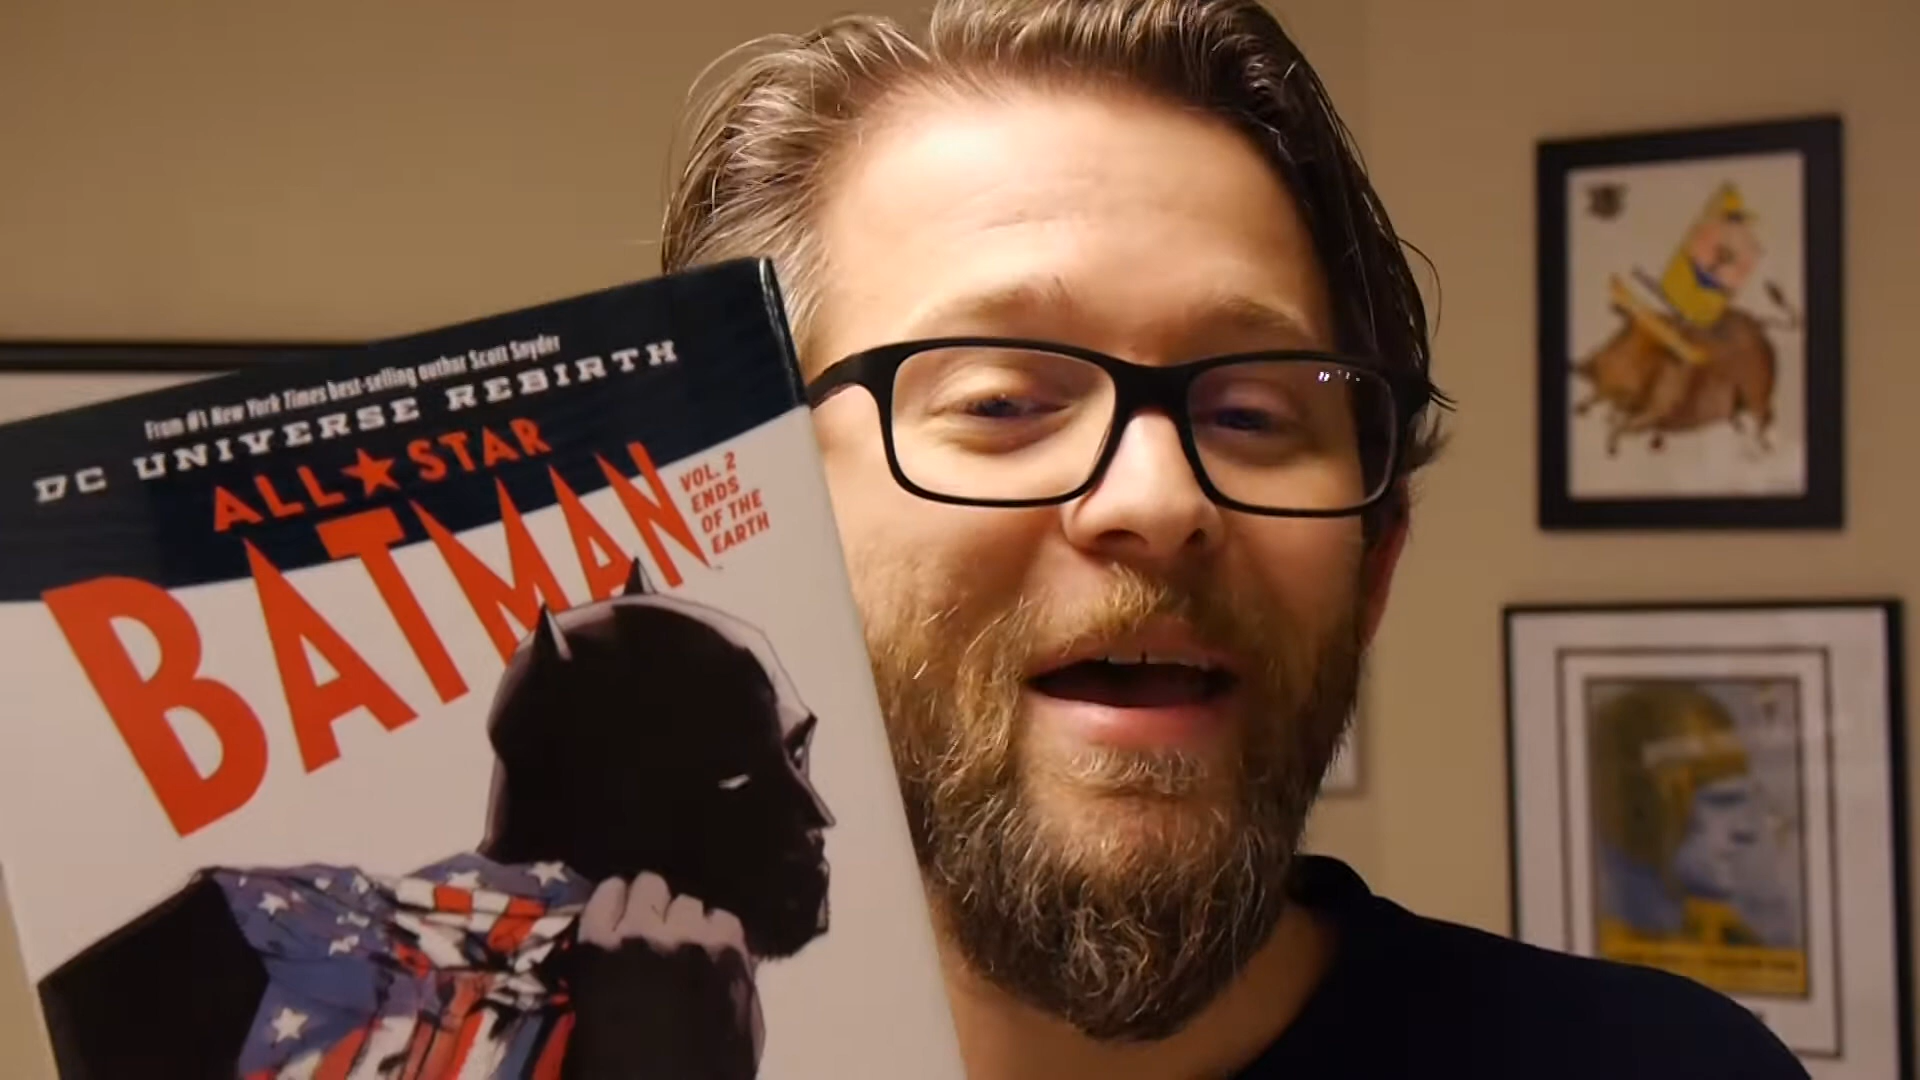 From #1 New York Times best-selling author Scott Snyder
DC UNIVERSE REBIRTH
ALL★STAR
BATMAN
VOL. 2
ENDS
OF THE
EARTH